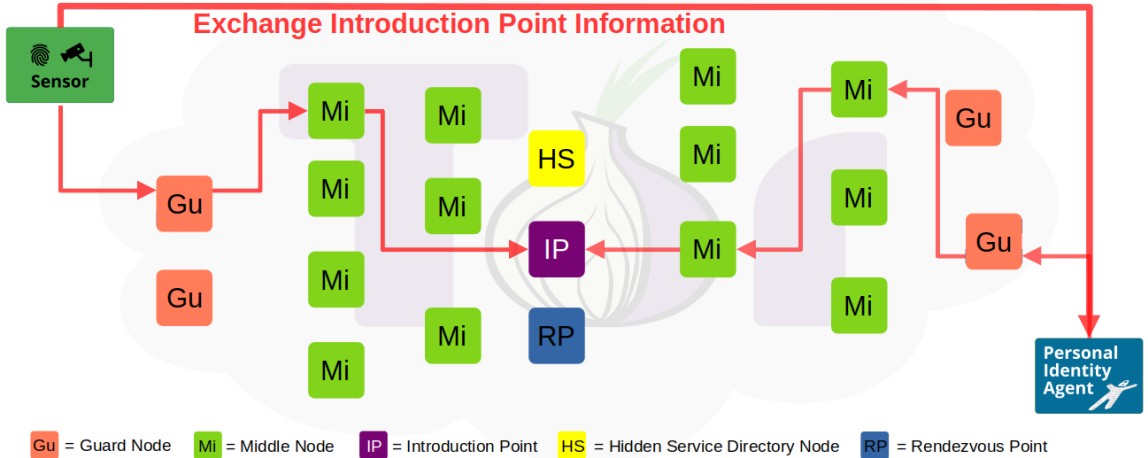 Exchange Introduction Point Information
Sensor
Mi
Mi
Mi
Mi
Gu
Mi
HS
Mi
Mi
Mi
Gu
Mi
IP
Mi
Gu
Gu
Mi
Mi
RP
Mi
Mi
Personal
Identity
Agent
Gu = Guard Node Mi = Middle Node IP = Introduction Point HS = Hidden Service Directory Node RP = Rendezvous Point